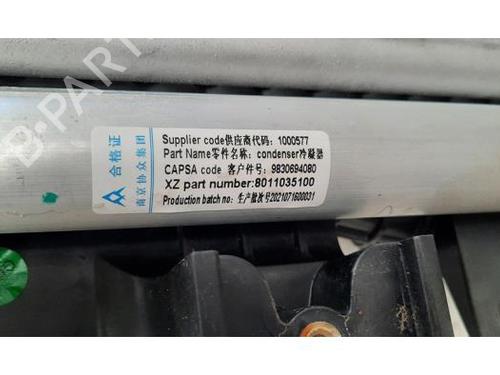 B-PARTS
合格证
南京协众集团
Supplier code供应商代码：1000577
Part Name零件名称：condenser冷凝器
CAPSA code 客户件号：9830694080
XZ part number:8011035100
Production batch no：生产批次号2021071600031